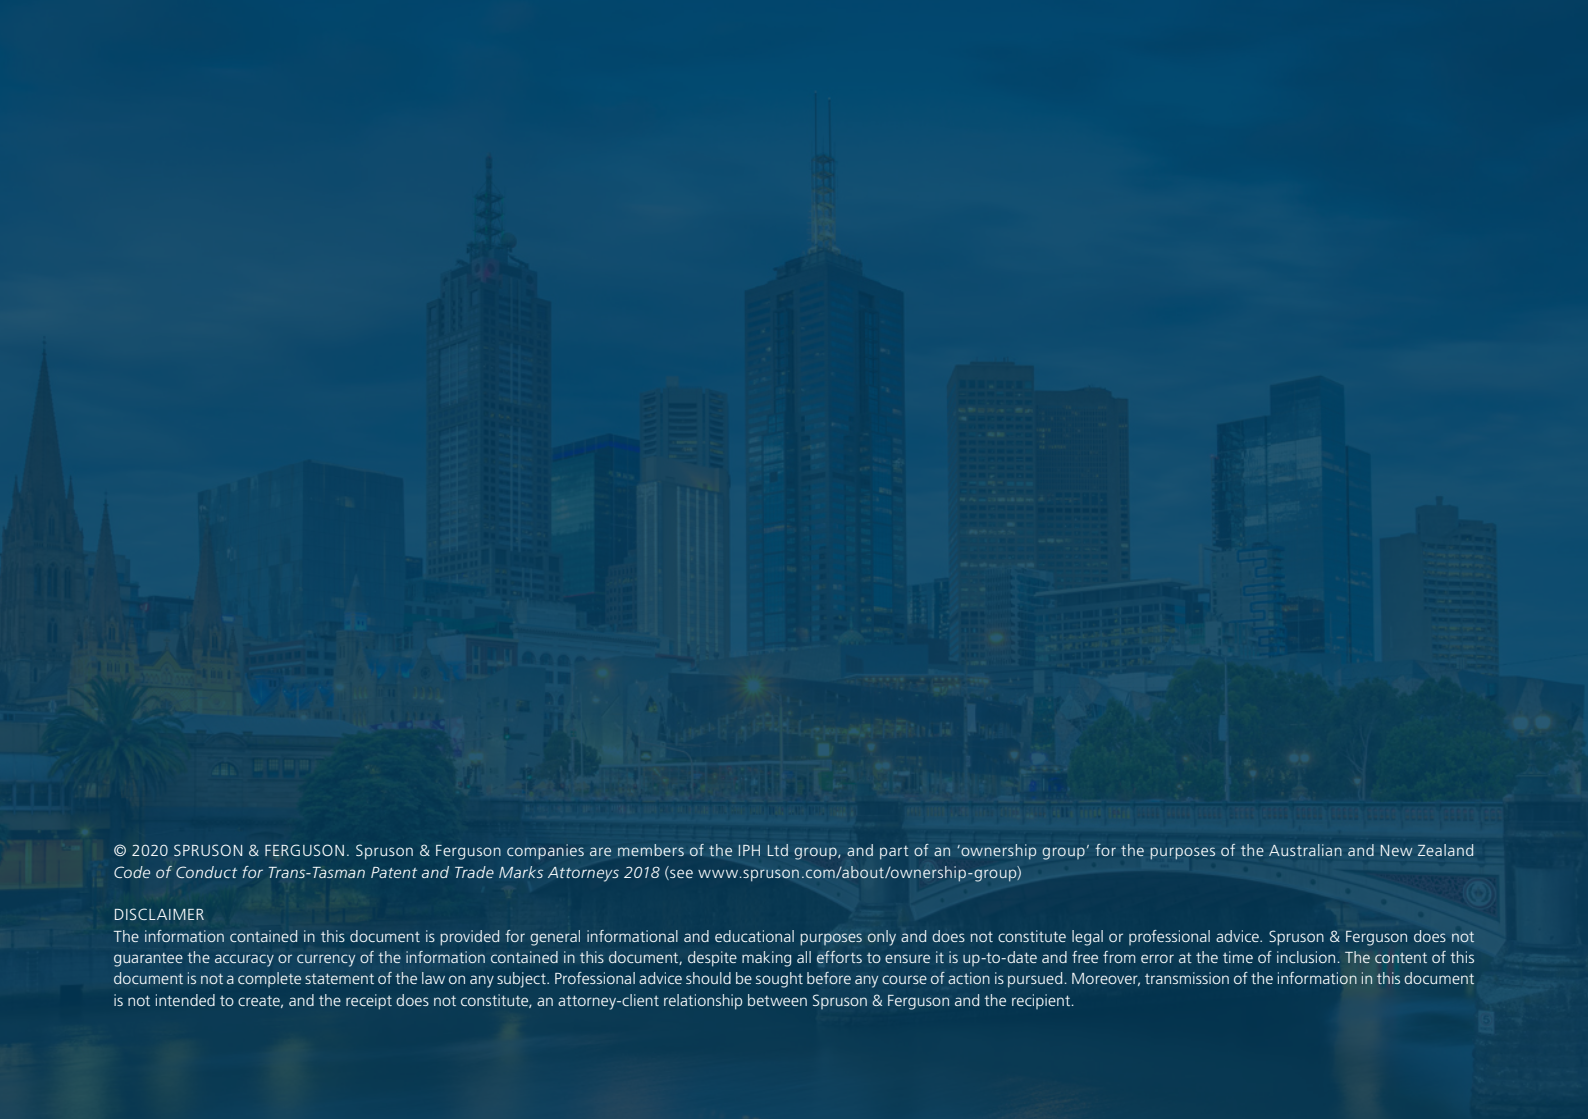 © 2020 SPRUSON & FERGUSON. Spruson & Ferguson companies are members of the IPH Ltd group, and part of an ‘ownership group’ for the purposes of the Australian and New Zealand
Code of Conduct for Trans-Tasman Patent and Trade Marks Attorneys 2018 (see www.spruson.com/about/ownership-group)
DISCLAIMER
The information contained in this document is provided for general informational and educational purposes only and does not constitute legal or professional advice. Spruson & Ferguson does not
guarantee the accuracy or currency of the information contained in this document, despite making all efforts to ensure it is up-to-date and free from error at the time of inclusion. The content of this
document is not a complete statement of the law on any subject. Professional advice should be sought before any course of action is pursued. Moreover, transmission of the information in this document
is not intended to create, and the receipt does not constitute, an attorney-client relationship between Spruson & Ferguson and the recipient.